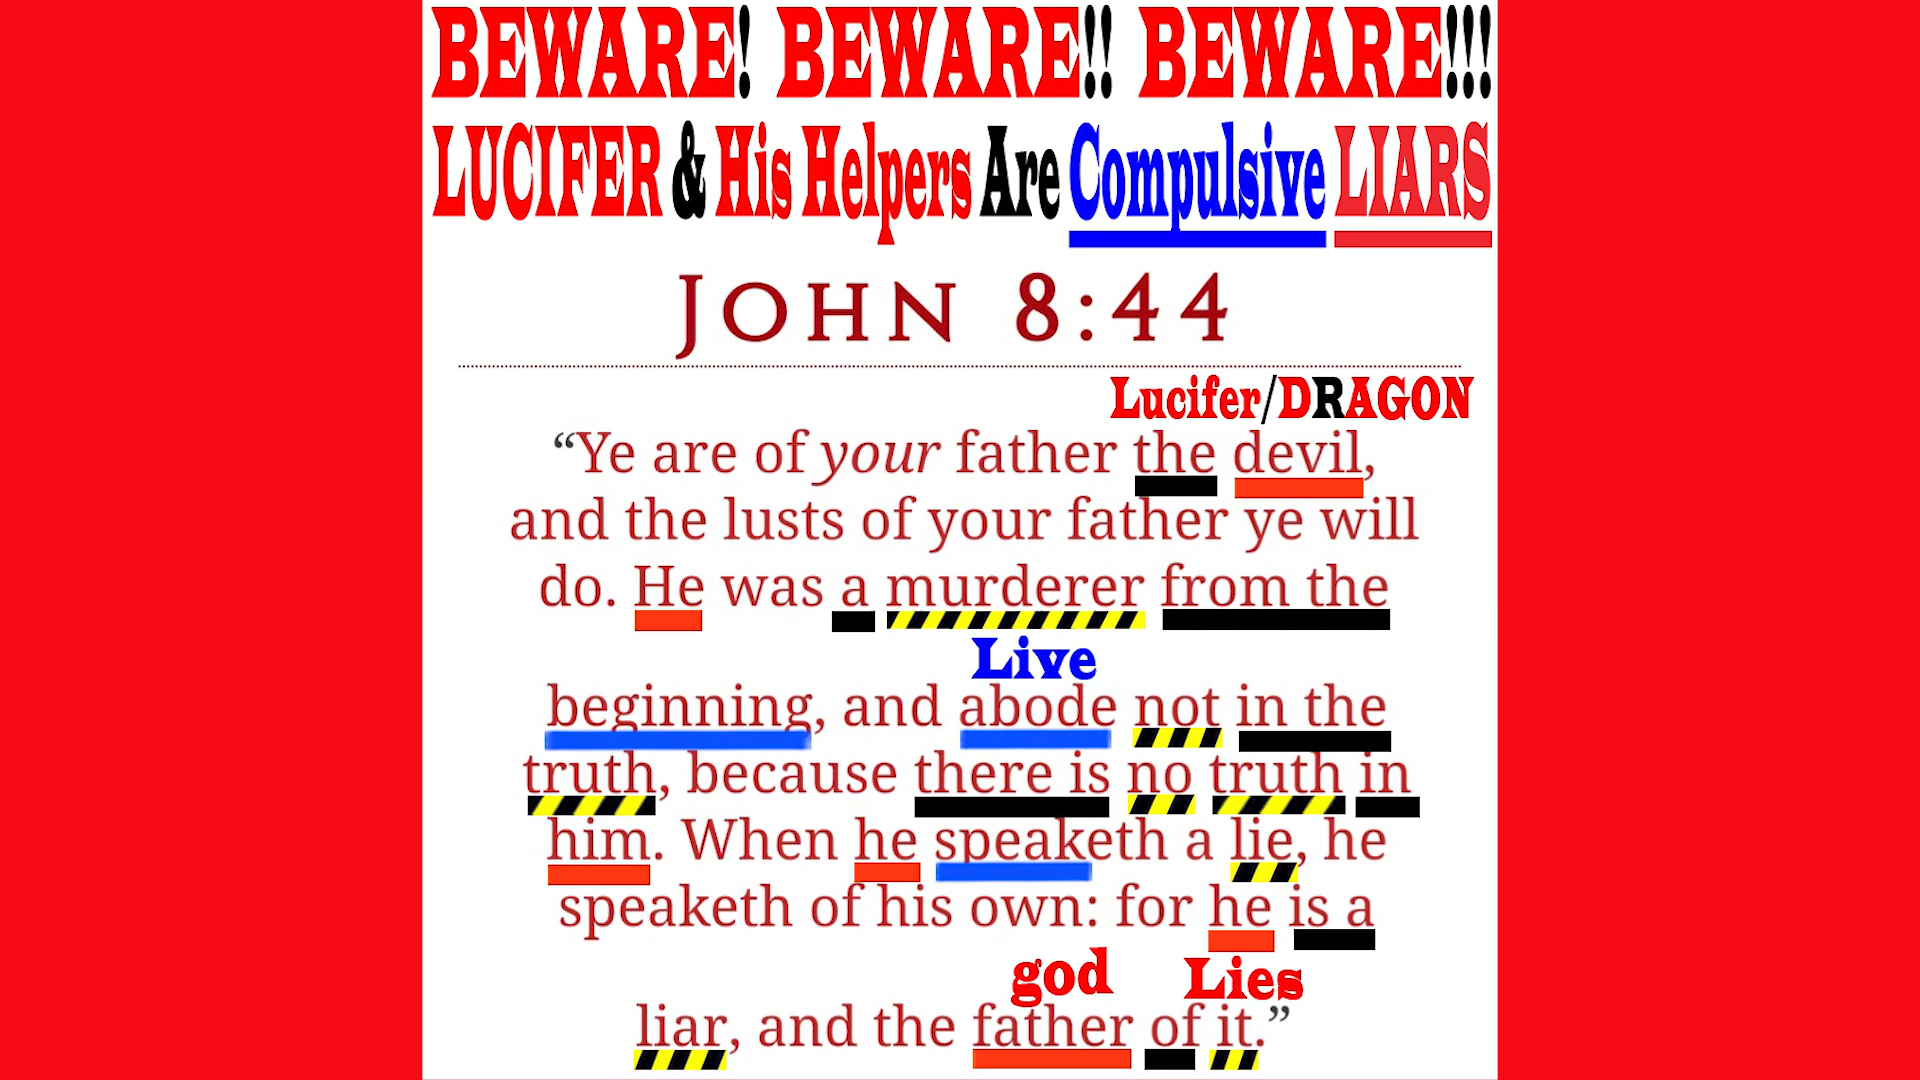 BEWARE! BEWARE!! BEWARE!!!
LUCIFER & His Helpers Are Compulsive LIARS
JOHN 8:44
Lucifer/DRAGON
“Ye are of your father the devil,
and the lusts of your father ye will
do. He was a murderer from the
Live
beginning, and abode not in the
truth, because there is no truth in
him. When he speaketh a lie, he
speaketh of his own: for he is a
god Lies
liar, and the father of it.”